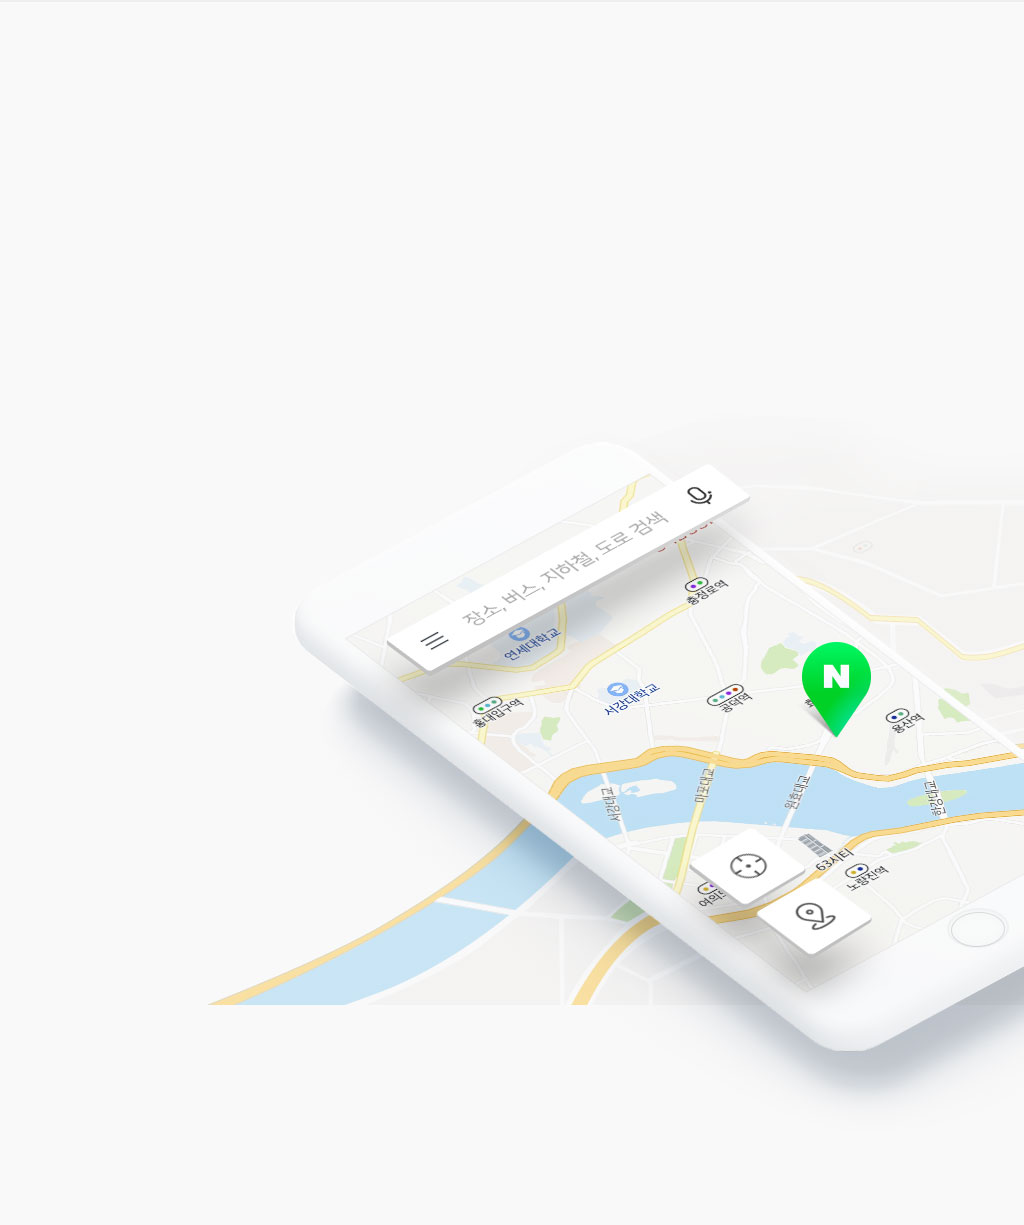 장소, 버스, 지하철, 도로 검색
충정로역
연세대학교
서강대학교
홍대입구역
공덕역
N
용산역
서강대교
마포대교
원효대교
한강대교
63시티
노량진역
여의도